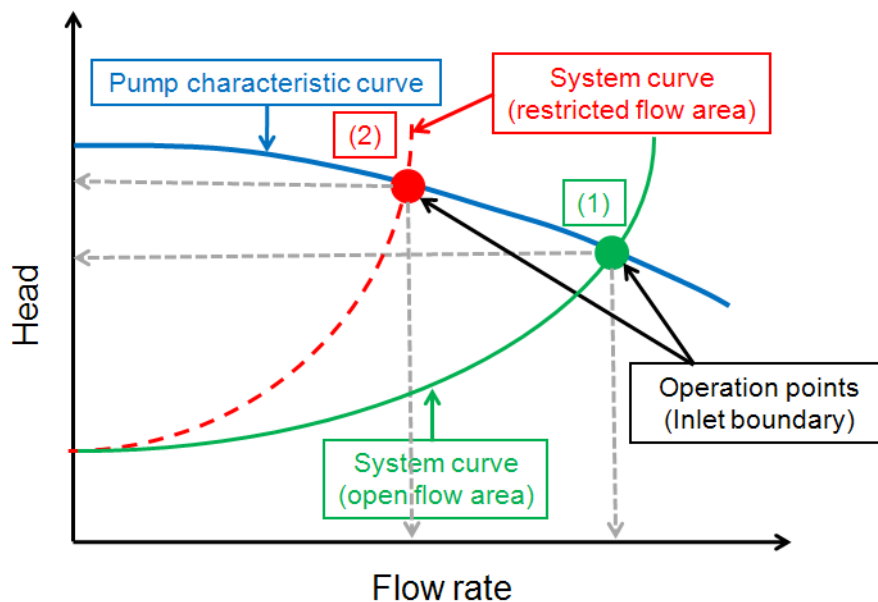 Pump characteristic curve
System curve
(restricted flow area)
(2)
(1)
Head
Operation points
(Inlet boundary)
System curve
(open flow area)
Flow rate